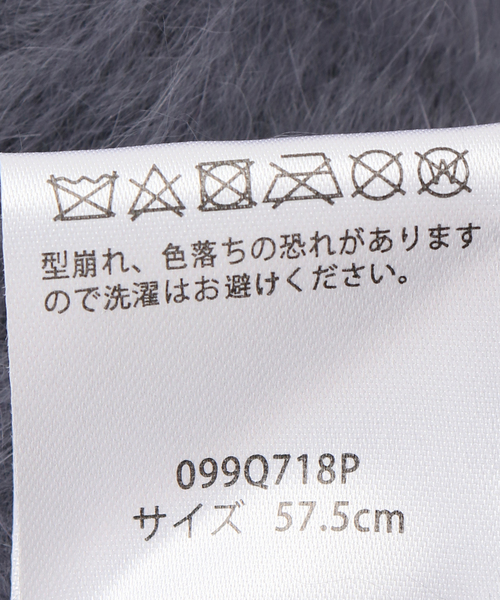 型崩れ、色落ちの恐れがあります
ので洗濯はお避けください。
099Q718P
サイズ 57.5cm